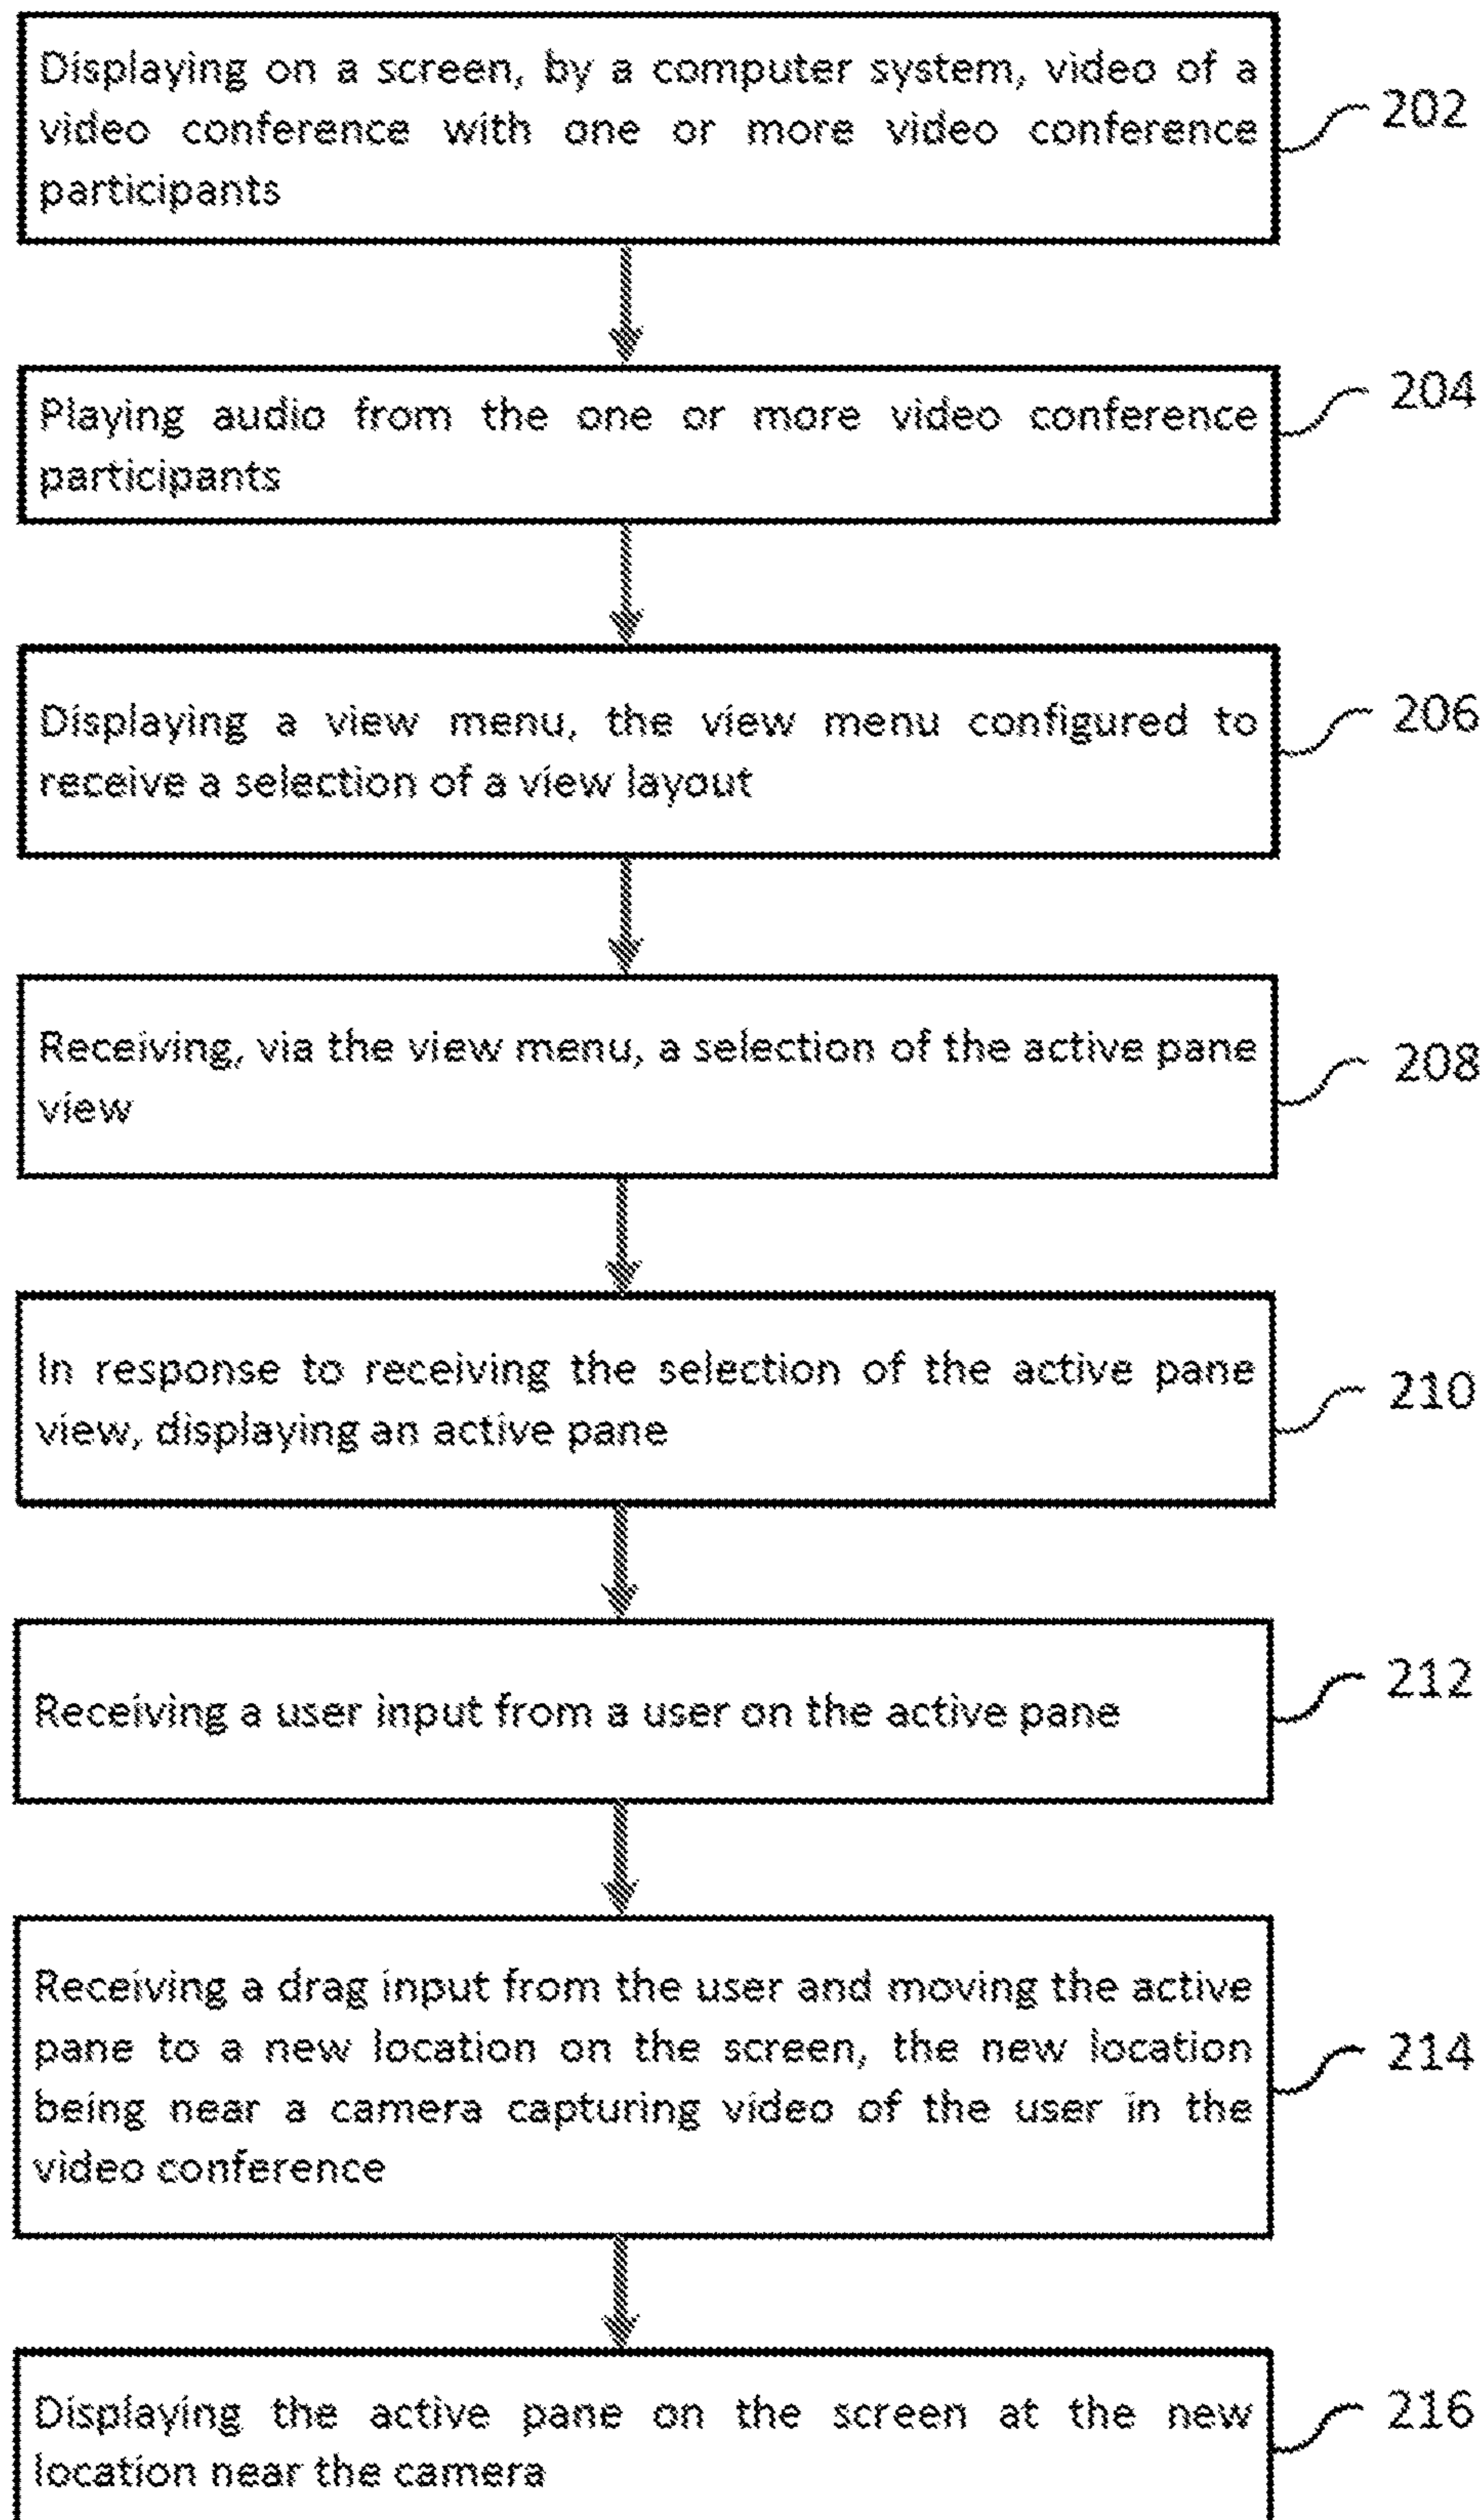 Displaying on a screen, by a computer system, video of a
video conference with one or more video conference
participants
202
Playing audio from the one or more video conference
participants
204
Displaying a view menu, the view menu configured to
receive a selection of a view layout
206
Receiving, via the view menu, a selection of the active pane
view
208
In response to receiving the selection of the active pane
view, displaying an active pane
210
Receiving a user input from a user on the active pane
212
Receiving a drag input from the user and moving the active
pane to a new location on the screen, the new location
being near a camera capturing video of the user in the
video conference
214
Displaying the active pane on the screen at the new
location near the camera
216